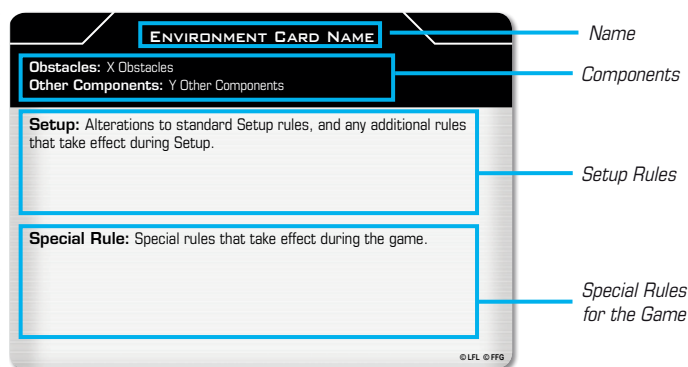 Environment Card Name
Name
Obstacles: X Obstacles
Other Components: Y Other Components
Components
Setup: Alterations to standard Setup rules, and any additional rules
that take effect during Setup.
Setup Rules
Special Rule: Special rules that take effect during the game.
Special Rules
for the Game
© LFL © FFG